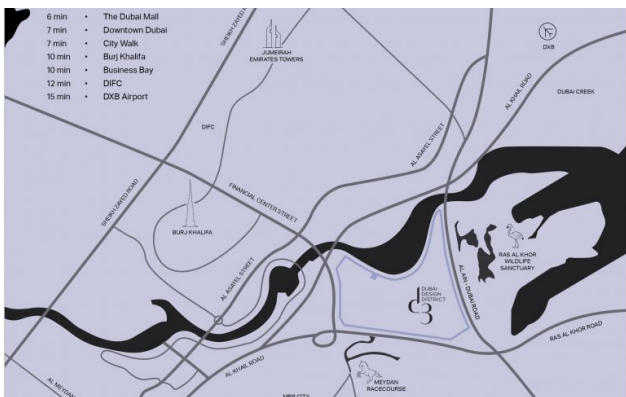 6 min • The Dubai Mall
7 min • Downtown Dubai
7 min • City Walk
10 min • Burj Khalifa
10 min • Business Bay
12 min • DIFC
15 min • DXB Airport
SHEIKH ZAYED ROAD
JUMEIRAH
EMIRATES TOWERS
DXB
AL KHAIL ROAD
DUBAI CREEK
DIFC
AL ASAYEL STREET
FINANCIAL CENTER STREET
SHEIKH ZAYED ROAD
BURJ KHALIFA
RAS AL KHOR
WILDLIFE
SANCTUARY
AL ASAYEL STREET
AL AIN - DUBAI ROAD
d3
DUBAI
DESIGN
DISTRICT
RAS AL KHOR ROAD
AL KHAIL ROAD
MEYDAN
RACECOURSE
AL MEYDAN
MBR CITY